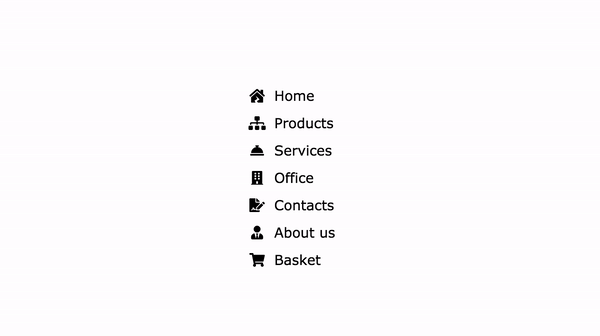 Home
Products
Services
Office
Contacts
About us
Basket